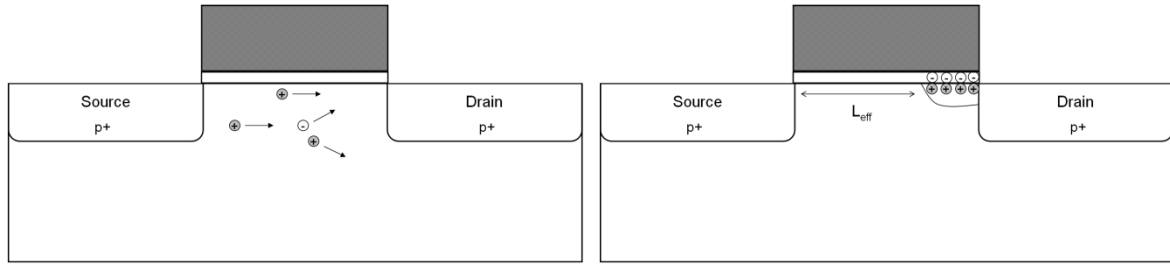 Source
p+
+
+
-
+
Drain
p+
Source
p+
L_eff
- - - -
+ + + +
Drain
p+